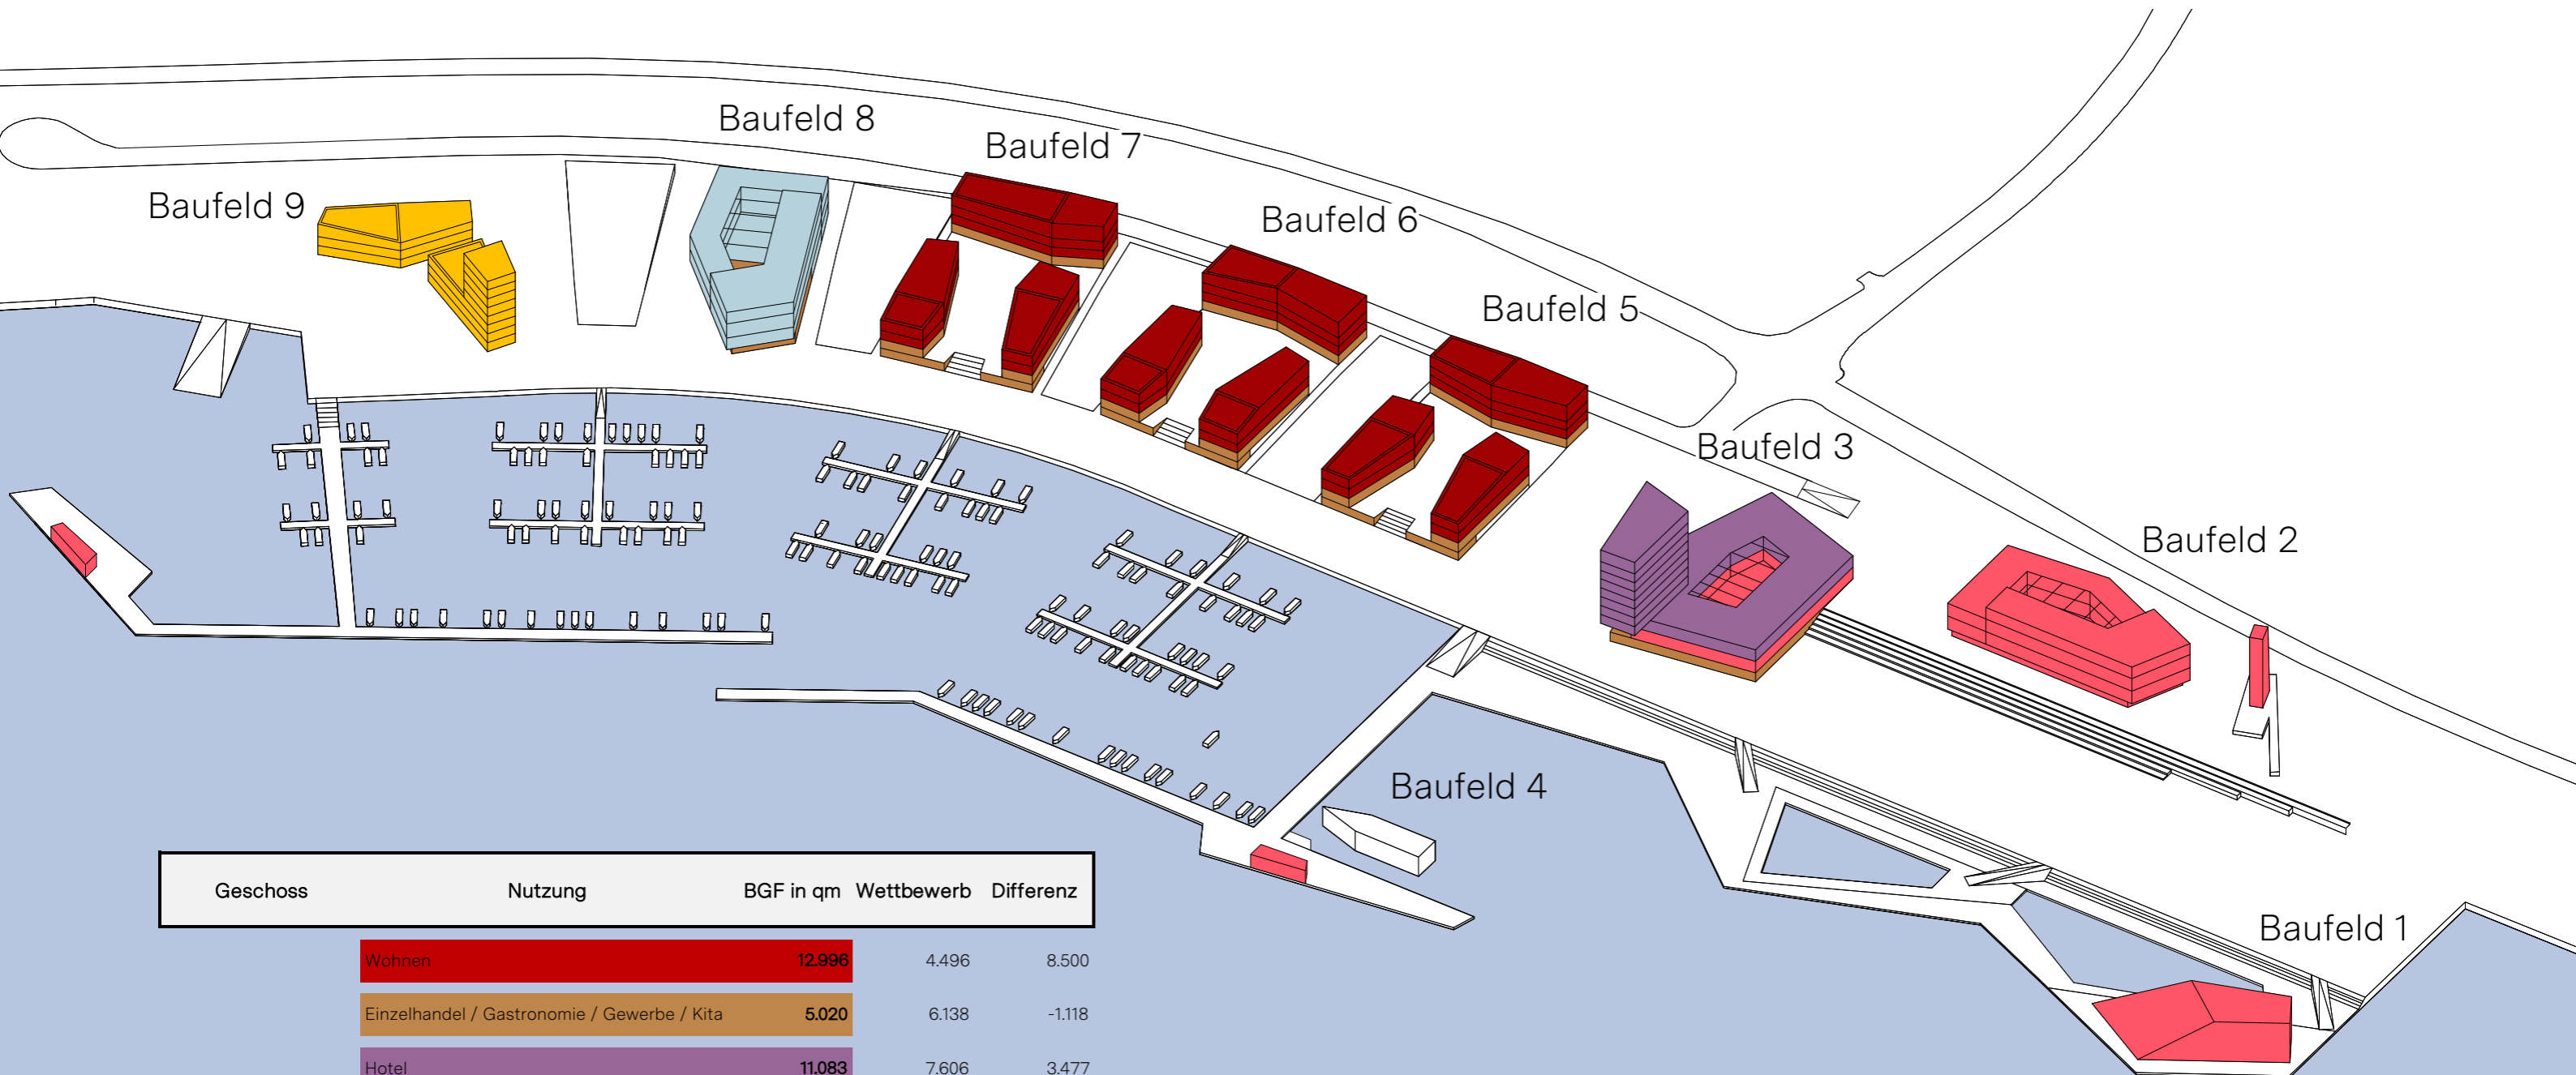 Baufeld 8
Baufeld 7
Baufeld 9
Baufeld 6
Baufeld 5
Baufeld 3
Baufeld 2
Baufeld 4
Baufeld 1
Geschoss Nutzung BGF in qm Wettbewerb Differenz
Wohnen 12.996 4.496 8.500
Einzelhandel / Gastronomie / Gewerbe / Kita 5.020 6.138 -1.118
Hotel 11.083 7.606 3.477